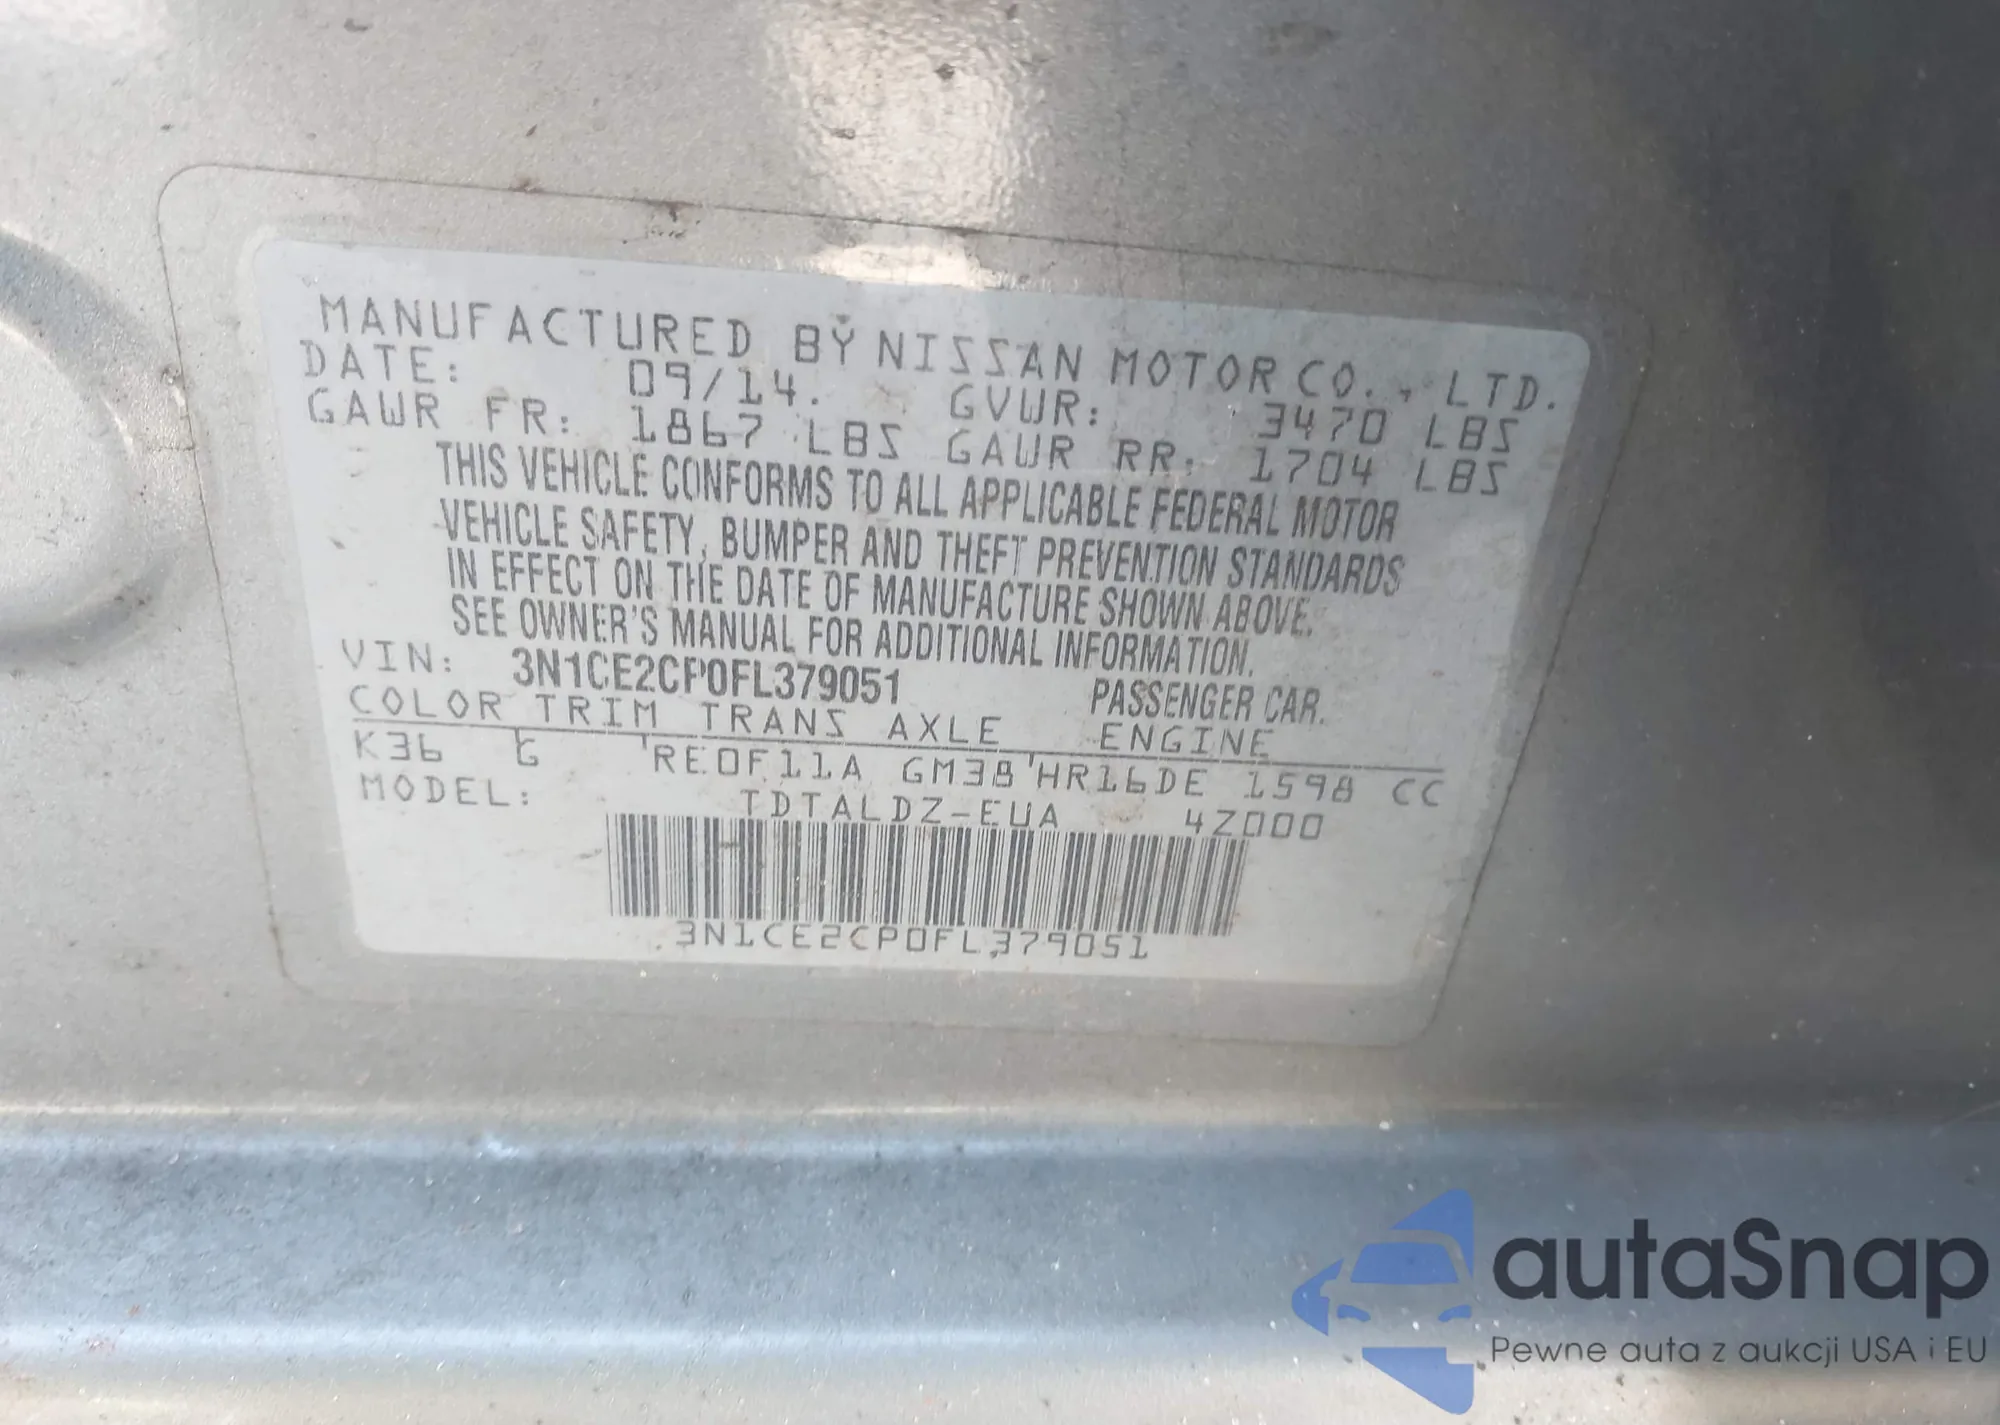 MANUFACTURED BY NISSAN MOTOR CO., LTD.
DATE: 09/14. GVWR: 3470 LBS
GAWR FR: 1867 LBS GAWR RR: 1704 LBS
THIS VEHICLE CONFORMS TO ALL APPLICABLE FEDERAL MOTOR
VEHICLE SAFETY, BUMPER AND THEFT PREVENTION STANDARDS
IN EFFECT ON THE DATE OF MANUFACTURE SHOWN ABOVE.
SEE OWNER'S MANUAL FOR ADDITIONAL INFORMATION.
VIN: 3N1CE2CP0FL379051 PASSENGER CAR.
COLOR TRIM TRANS AXLE ENGINE
K36 G RE0F11A GM38 HR16DE 1598 CC
MODEL: TDTALDZ-EUA 4Z000
3N1CE2CP0FL379051
autaSnap
Pewne auta z aukcji USA i EU